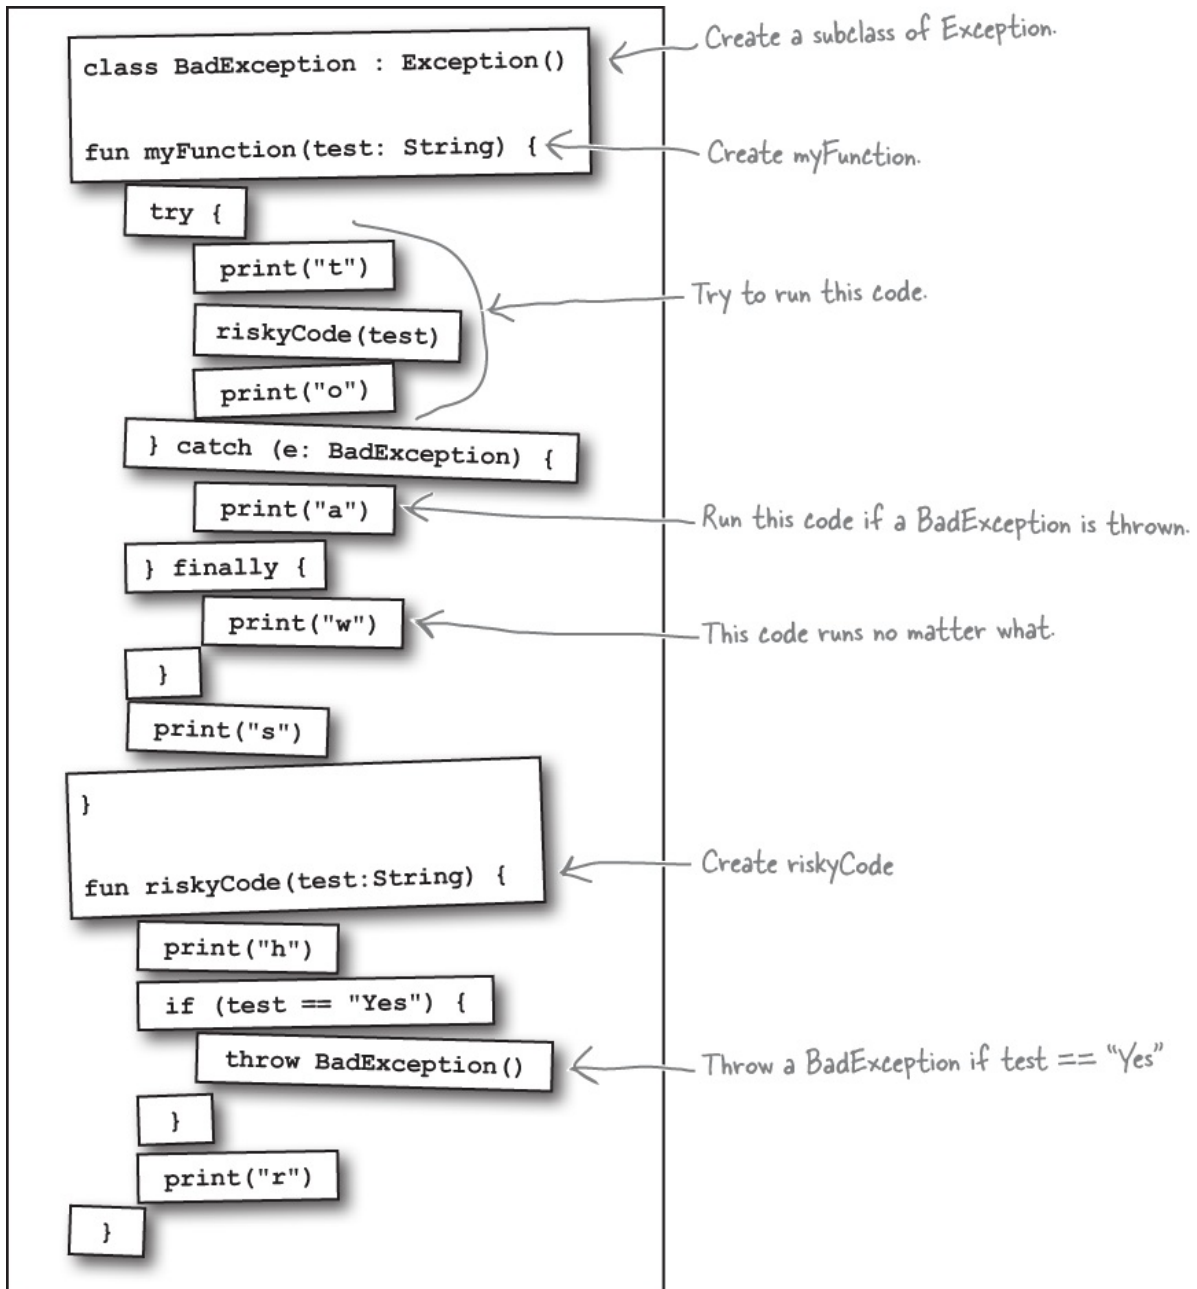 class BadException : Exception()
Create a subclass of Exception.
fun myFunction(test: String) {
Create myFunction.
try {
print("t")
Try to run this code.
riskyCode(test)
print("o")
} catch (e: BadException) {
print("a")
Run this code if a BadException is thrown.
} finally {
print("w")
This code runs no matter what.
}
print("s")
}
fun riskyCode(test:String) {
Create riskyCode
print("h")
if (test == "Yes") {
throw BadException()
Throw a BadException if test == “Yes”
}
print("r")
}